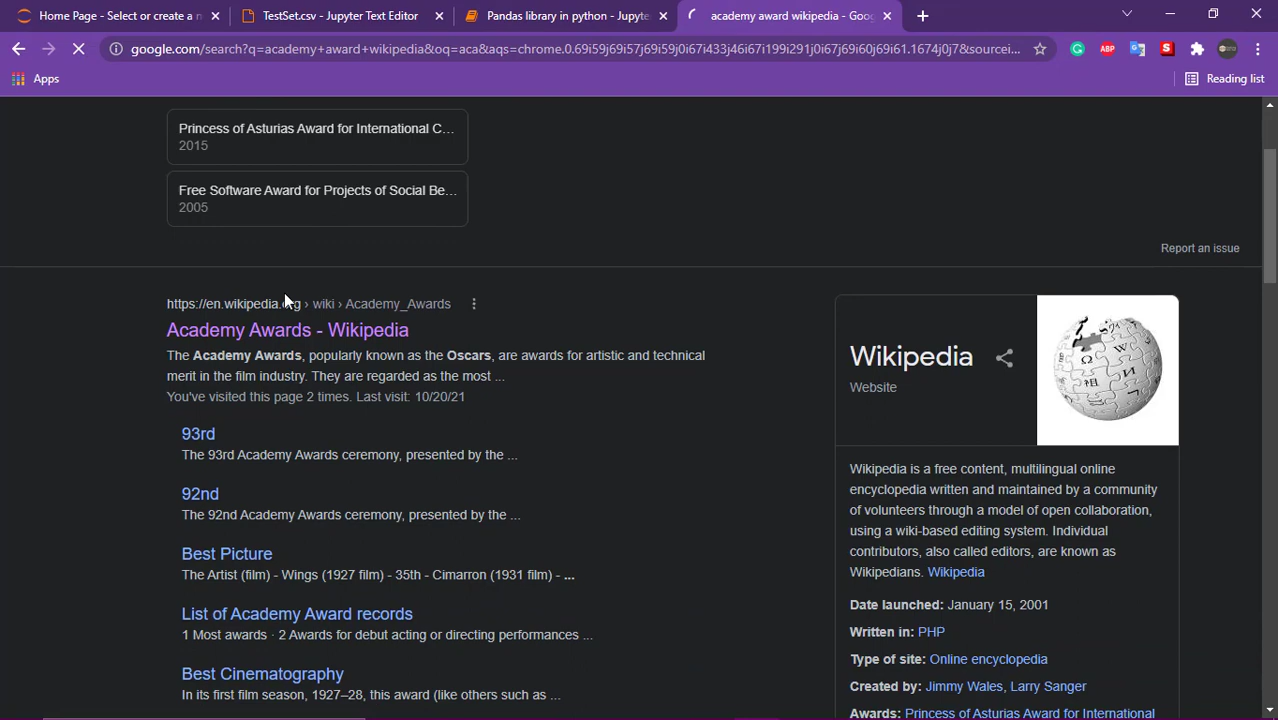 Home Page - Select or create a n
TestSet.csv - Jupyter Text Editor
Pandas library in python - Jupyte
academy award wikipedia - Goo
google.com/search?q=academy+award+wikipedia&oq=aca&aqs=chrome.0.69i59j69i57j69i59j0i67i433j46i67i199i291j0i67j69i60j69i61.1674j0j7&sourcei...
Apps
Reading list
Princess of Asturias Award for International C...
2015
Free Software Award for Projects of Social Be...
2005
Report an issue
https://en.wikipedia.org › wiki › Academy_Awards
Academy Awards - Wikipedia
The Academy Awards, popularly known as the Oscars, are awards for artistic and technical
merit in the film industry. They are regarded as the most ...
You've visited this page 2 times. Last visit: 10/20/21
93rd
The 93rd Academy Awards ceremony, presented by the ...
92nd
The 92nd Academy Awards ceremony, presented by the ...
Best Picture
The Artist (film) - Wings (1927 film) - 35th - Cimarron (1931 film) - ...
List of Academy Award records
1 Most awards · 2 Awards for debut acting or directing performances ...
Best Cinematography
In its first film season, 1927–28, this award (like others such as ...
Wikipedia
Website
Wikipedia is a free content, multilingual online
encyclopedia written and maintained by a community
of volunteers through a model of open collaboration,
using a wiki-based editing system. Individual
contributors, also called editors, are known as
Wikipedians. Wikipedia
Date launched: January 15, 2001
Written in: PHP
Type of site: Online encyclopedia
Created by: Jimmy Wales, Larry Sanger
Awards: Princess of Asturias Award for International